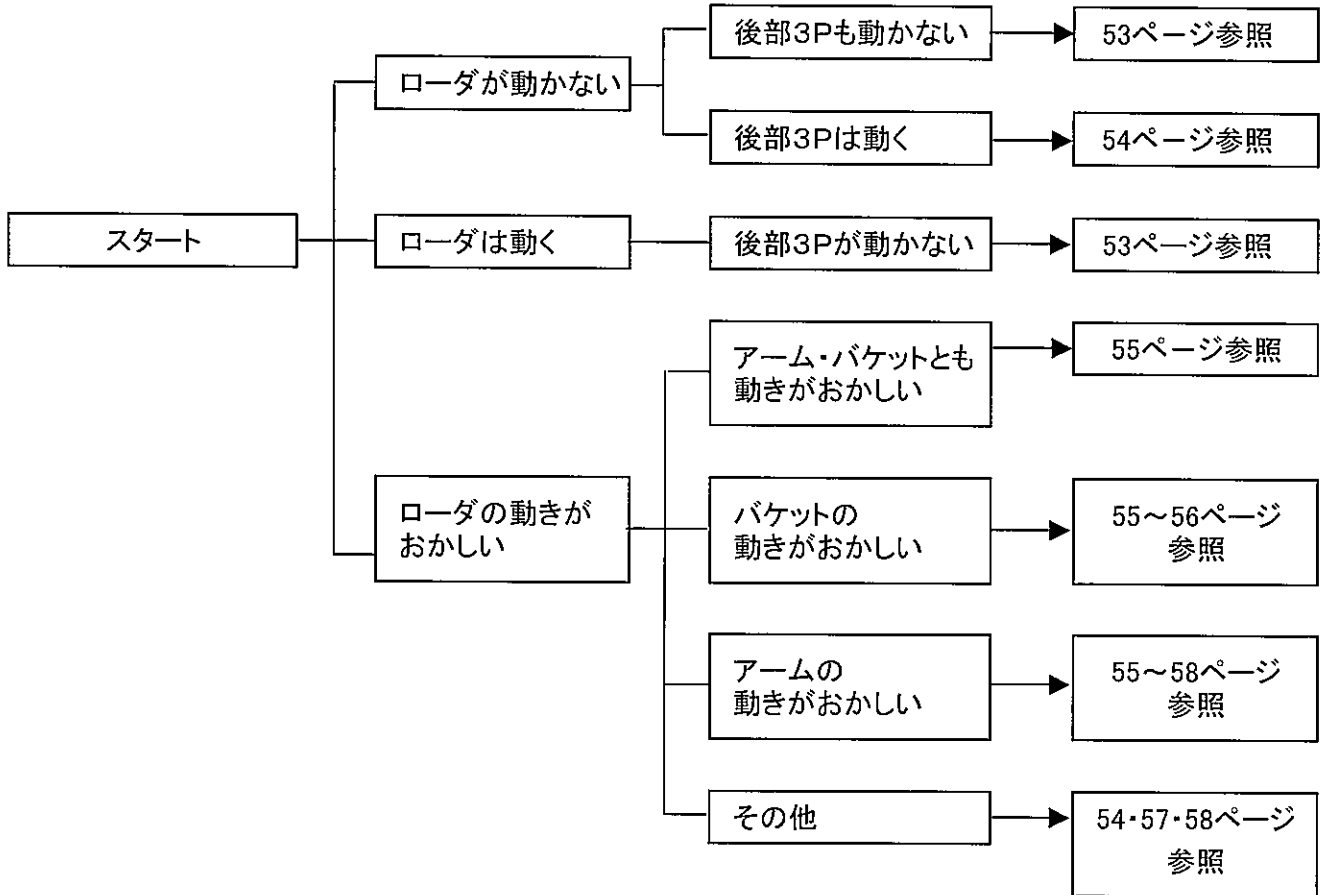 後部3Pも動かない
53ページ参照
ローダが動かない
後部3Pは動く
54ページ参照
スタート
ローダは動く
後部3Pが動かない
53ページ参照
アーム・バケットとも
動きがおかしい
55ページ参照
ローダの動きが
おかしい
バケットの
動きがおかしい
55～56ページ
参照
アームの
動きがおかしい
55～58ページ
参照
その他
54・57・58ページ
参照